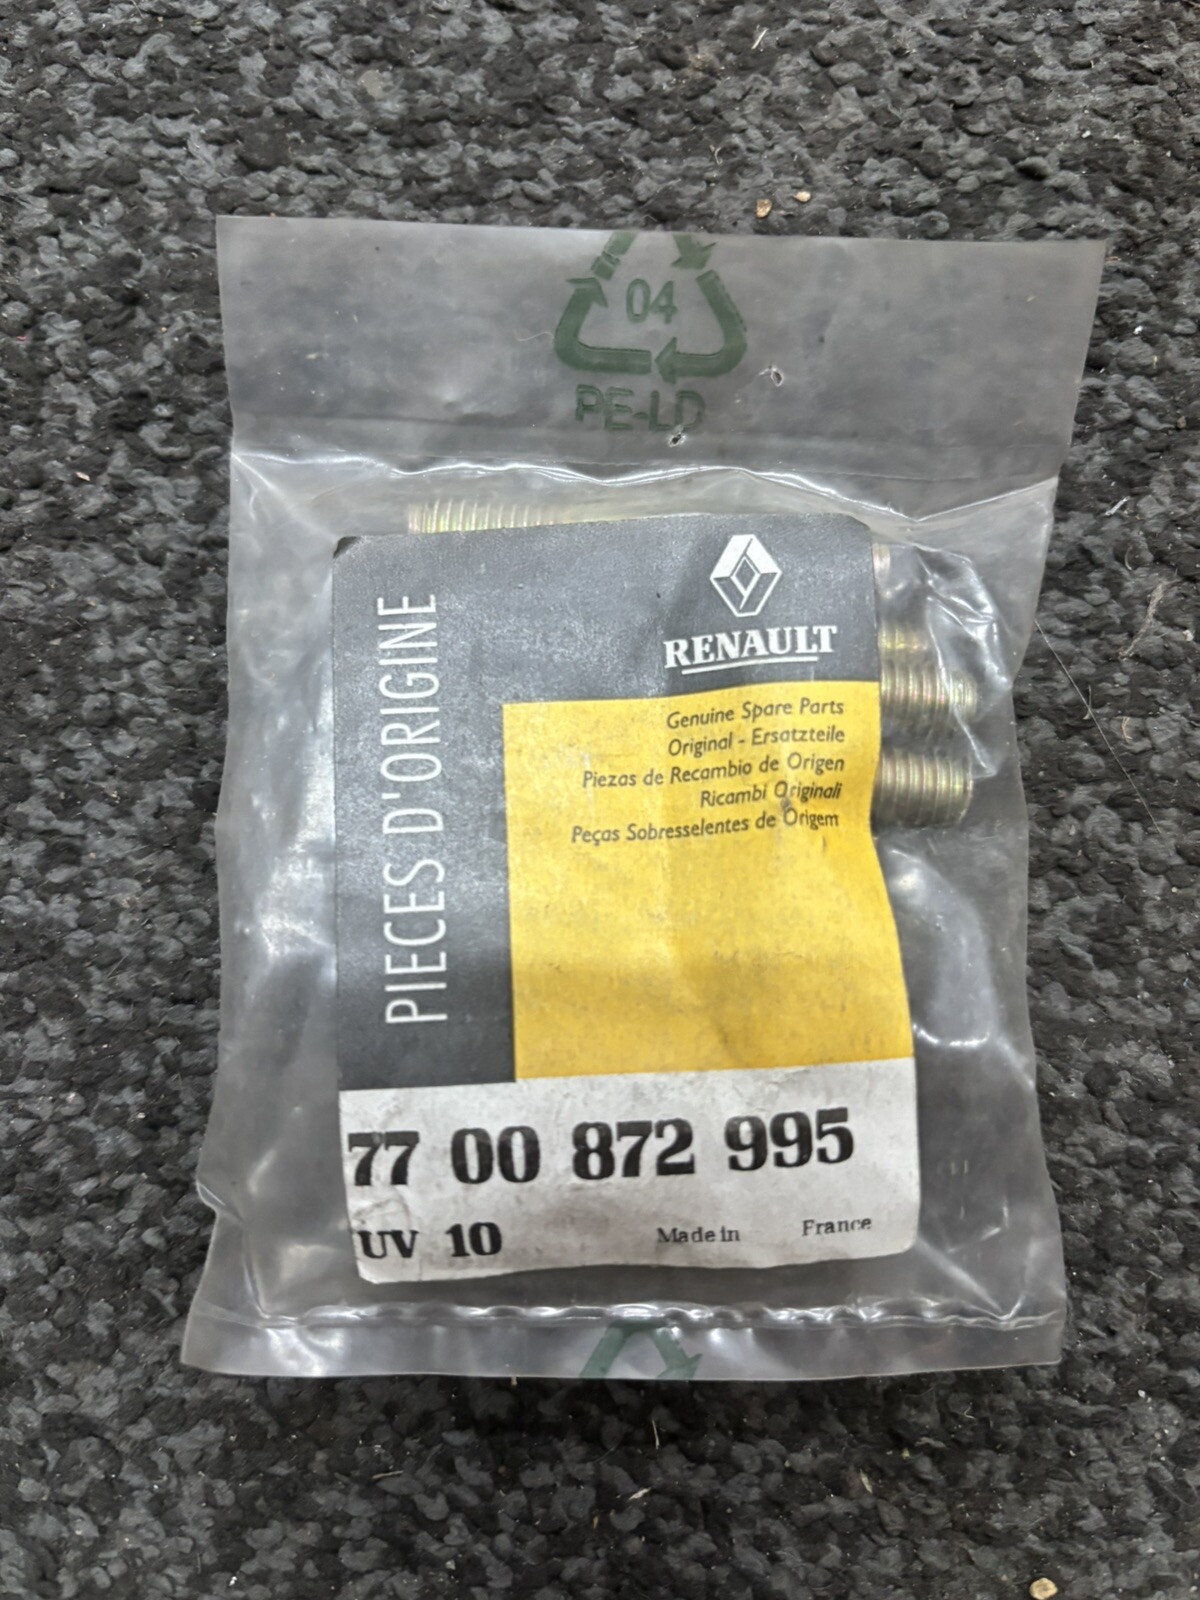 04
PE-LD
PIECES D'ORIGINE
RENAULT
Genuine Spare Parts
Original - Ersatzteile
Piezas de Recambio de Origen
Ricambi Originali
Peças Sobresselentes de Origem
77 00 872 995
UV 10 Made in France